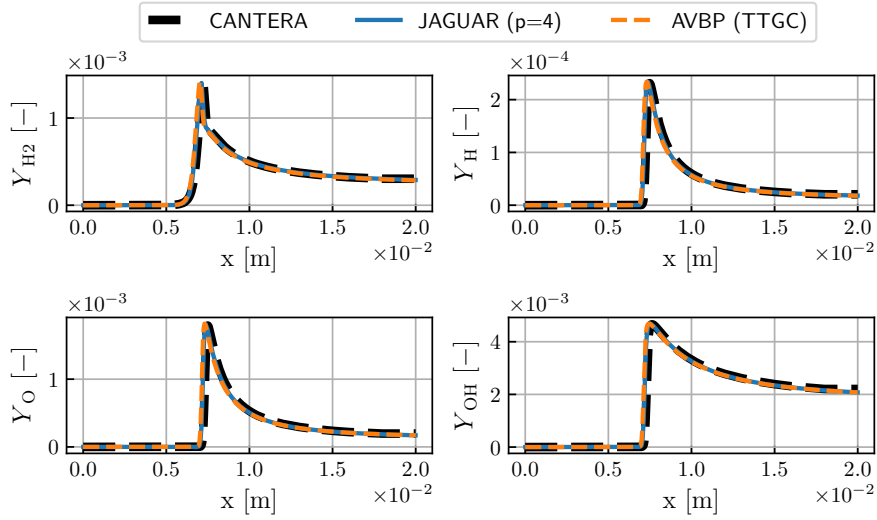 CANTERA JAGUAR (p=4) AVBP (TTGC)
×10⁻³
Y_H2 [−]
1
0
0.0 0.5 1.0 1.5 2.0
x [m] ×10⁻²
×10⁻⁴
Y_H [−]
2
1
0
0.0 0.5 1.0 1.5 2.0
x [m] ×10⁻²
×10⁻³
Y_O [−]
1
0
0.0 0.5 1.0 1.5 2.0
x [m] ×10⁻²
×10⁻³
Y_OH [−]
4
2
0
0.0 0.5 1.0 1.5 2.0
x [m] ×10⁻²